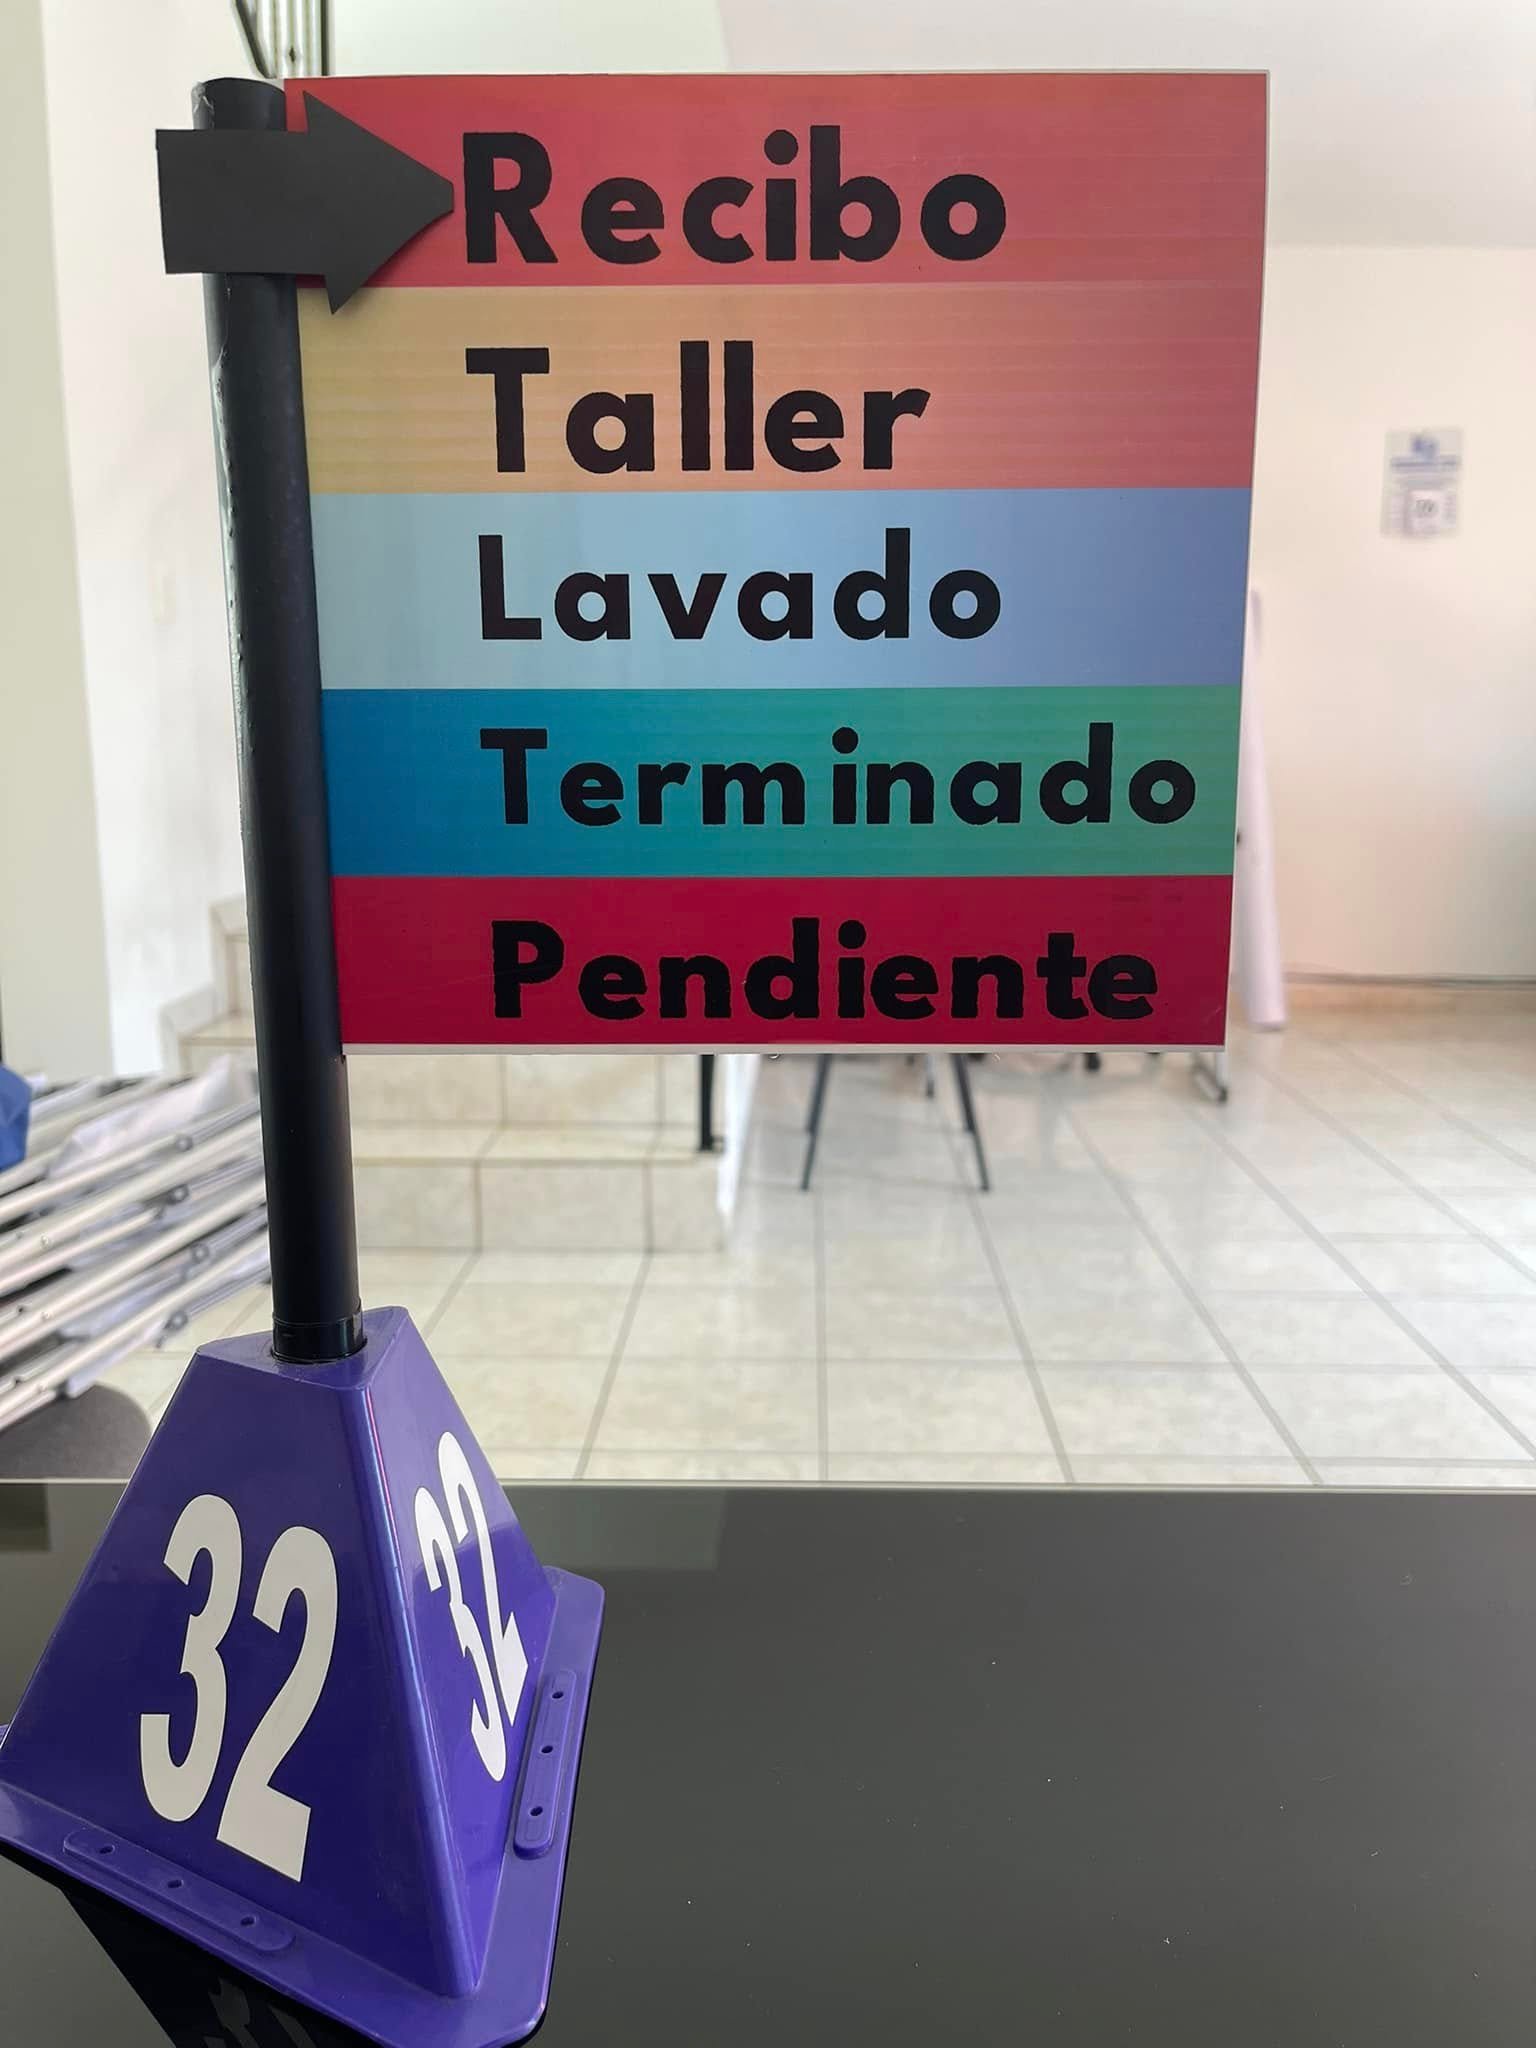 Recibo
Taller
Lavado
Terminado
Pendiente
32
32